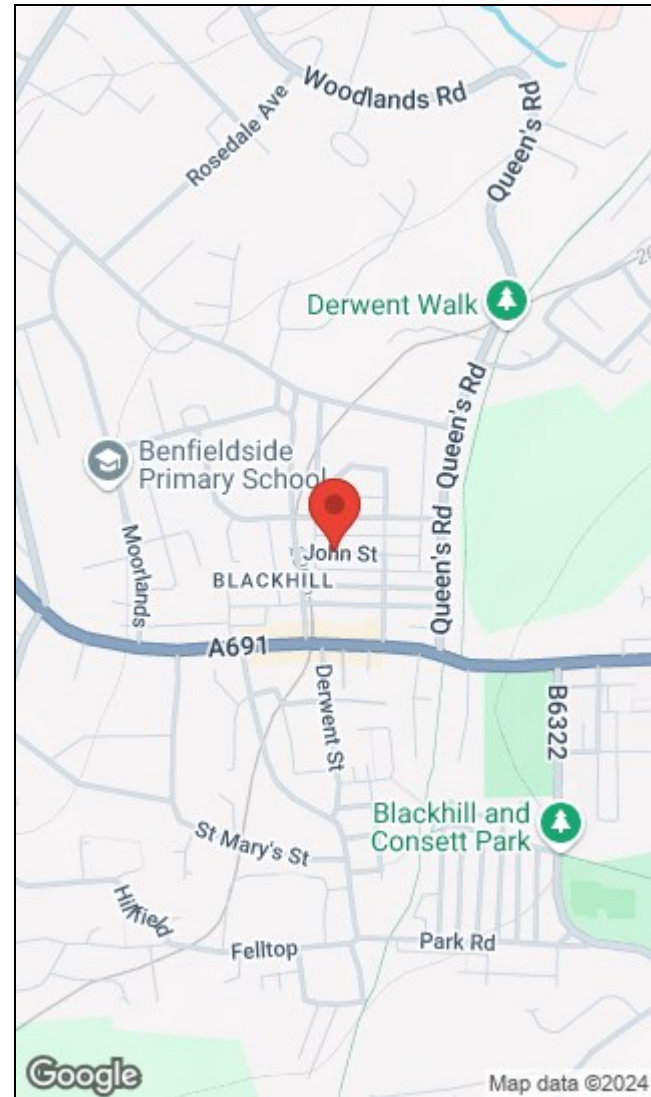 Woodlands Rd
Rosedale Ave
Queen's Rd
Derwent Walk
Queen's Rd
Benfieldside
Primary School
Queen's Rd
Moorlands
John St
BLACKHILL
A691
Derwent St
B6322
Blackhill and
Consett Park
St Mary's St
Hillfield
Felltop
Park Rd
Google
Map data ©2024